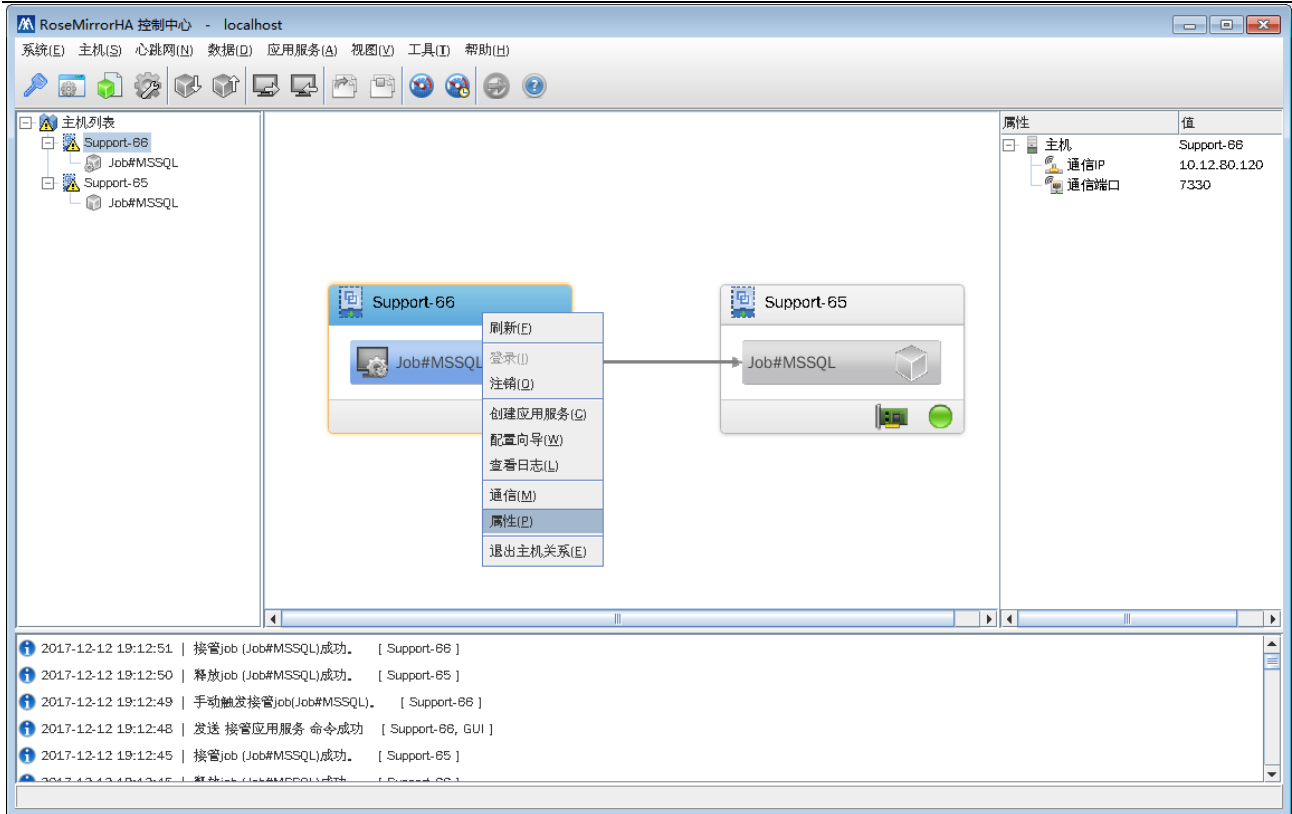 RoseMirrorHA 控制中心 - localhost
系统(E) 主机(S) 心跳网(N) 数据(D) 应用服务(A) 视图(V) 工具(T) 帮助(H)
主机列表
Support-66
Job#MSSQL
Support-65
Job#MSSQL
Support-66
Job#MSSQL
刷新(F)
登录(I)
注销(O)
创建应用服务(C)
配置向导(W)
查看日志(L)
通信(M)
属性(P)
退出主机关系(E)
Support-65
Job#MSSQL
属性 值
主机 Support-66
通信IP 10.12.80.120
通信端口 7330
2017-12-12 19:12:51 | 接管job (Job#MSSQL)成功。 [ Support-66 ]
2017-12-12 19:12:50 | 释放job (Job#MSSQL)成功。 [ Support-65 ]
2017-12-12 19:12:49 | 手动触发接管job(Job#MSSQL)。 [ Support-66 ]
2017-12-12 19:12:48 | 发送 接管应用服务 命令成功 [ Support-66, GUI ]
2017-12-12 19:12:45 | 接管job (Job#MSSQL)成功。 [ Support-65 ]